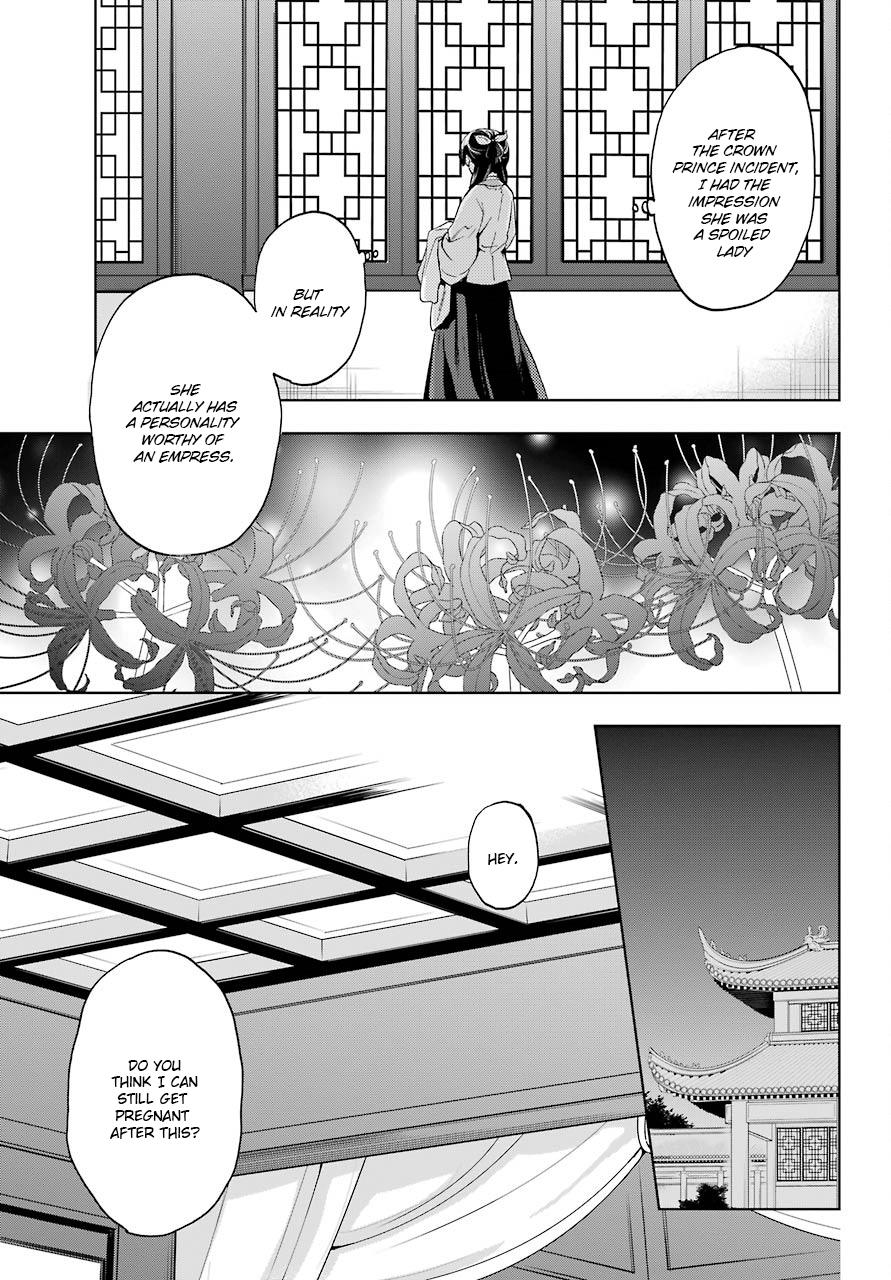 AFTER
THE CROWN
PRINCE INCIDENT,
I HAD THE
IMPRESSION
SHE WAS
A SPOILED
LADY
BUT
IN REALITY
SHE
ACTUALLY HAS
A PERSONALITY
WORTHY OF
AN EMPRESS.
HEY.
DO YOU
THINK I CAN
STILL GET
PREGNANT
AFTER THIS?